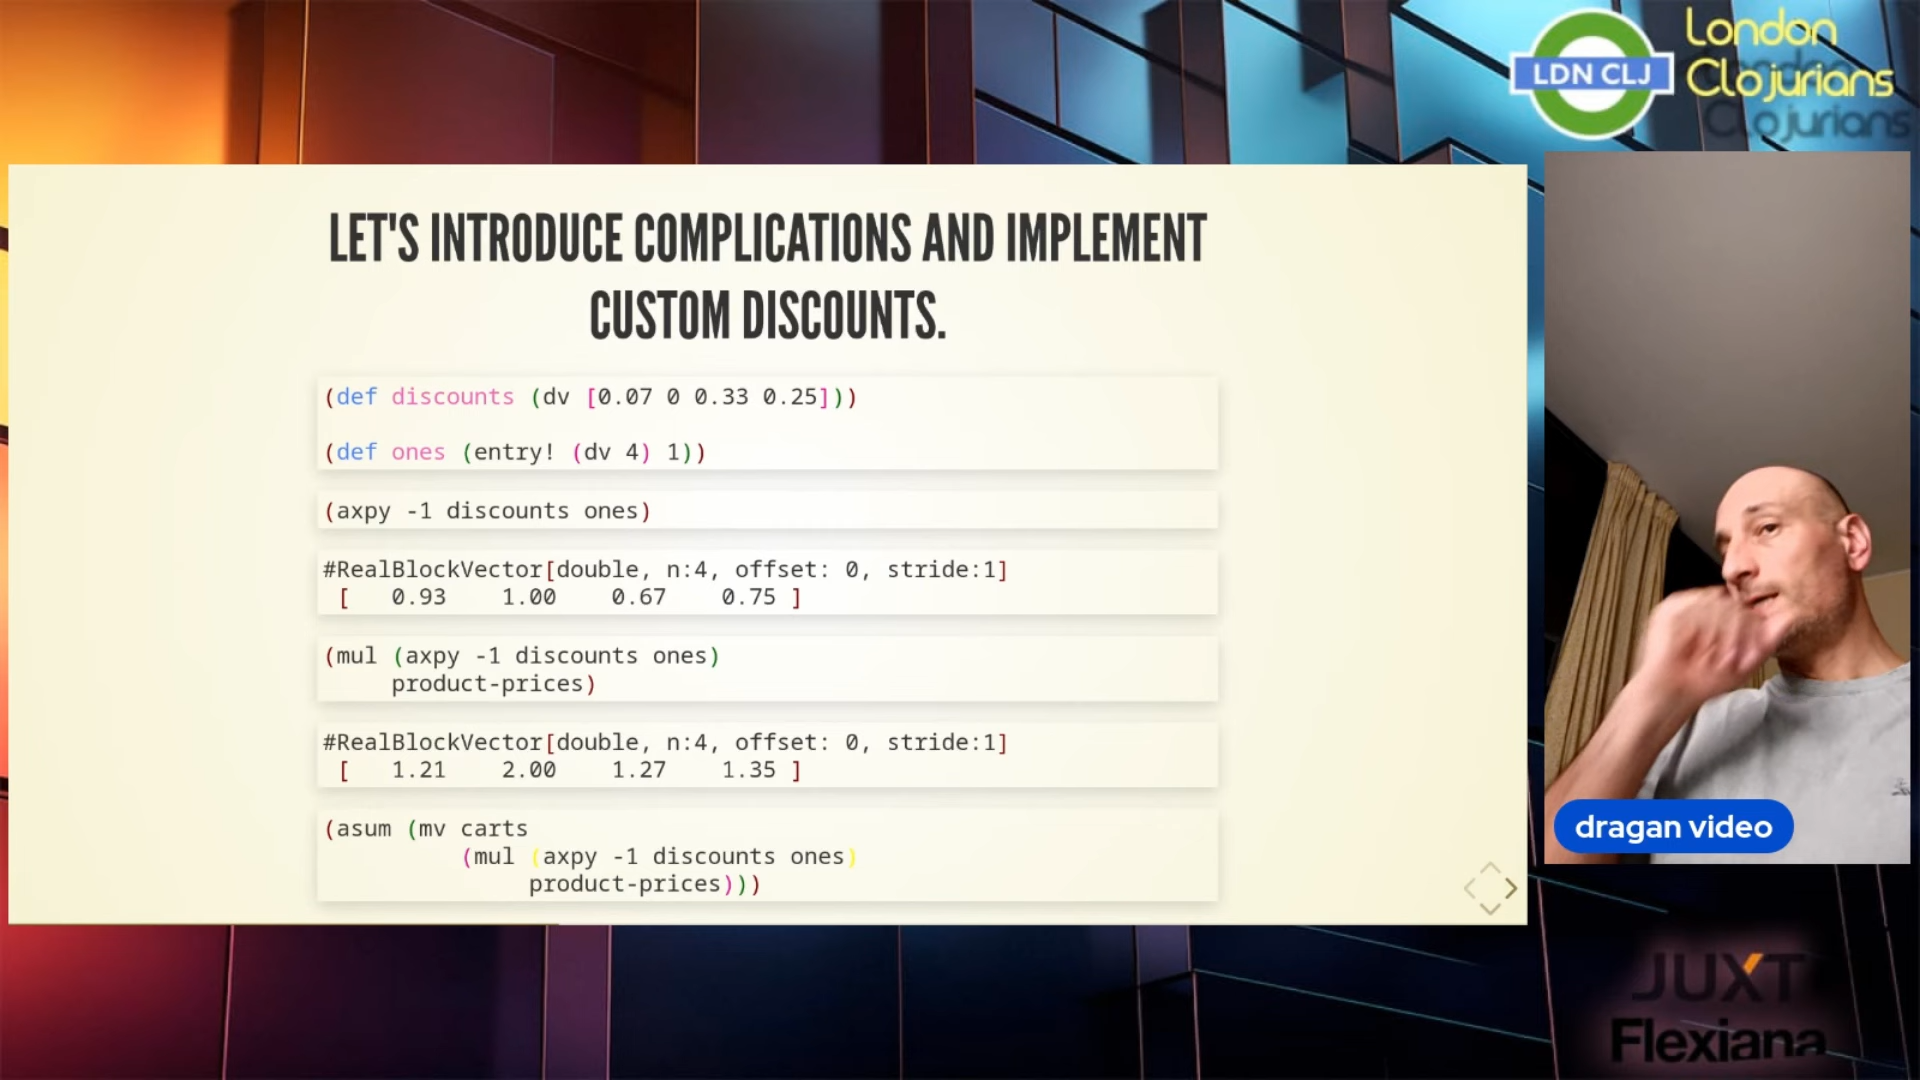 LDN CLJ
London
Clojurians
Clojurians
LET'S INTRODUCE COMPLICATIONS AND IMPLEMENT
CUSTOM DISCOUNTS.
(def discounts (dv [0.07 0 0.33 0.25]))
(def ones (entry! (dv 4) 1))
(axpy -1 discounts ones)
#RealBlockVector[double, n:4, offset: 0, stride:1]
[ 0.93 1.00 0.67 0.75 ]
(mul (axpy -1 discounts ones)
product-prices)
#RealBlockVector[double, n:4, offset: 0, stride:1]
[ 1.21 2.00 1.27 1.35 ]
(asum (mv carts
(mul (axpy -1 discounts ones)
product-prices)))
dragan video
JUXT
Flexiana